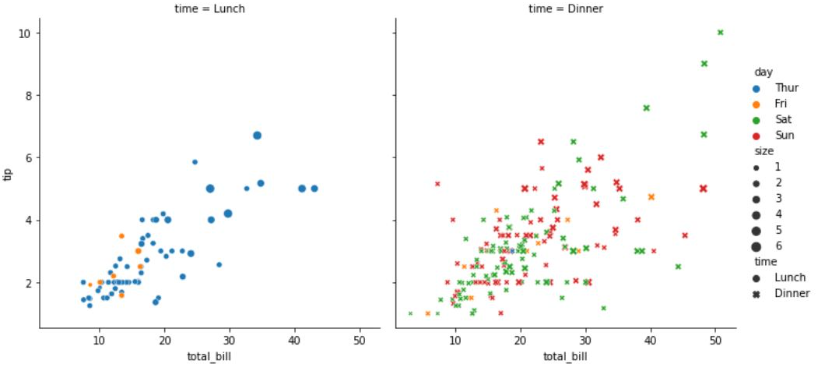 time = Lunch
time = Dinner
10
8
6
4
2
tip
10 20 30 40 50
total_bill
10 20 30 40 50
total_bill
day
Thur
Fri
Sat
Sun
size
1
2
3
4
5
6
time
Lunch
Dinner